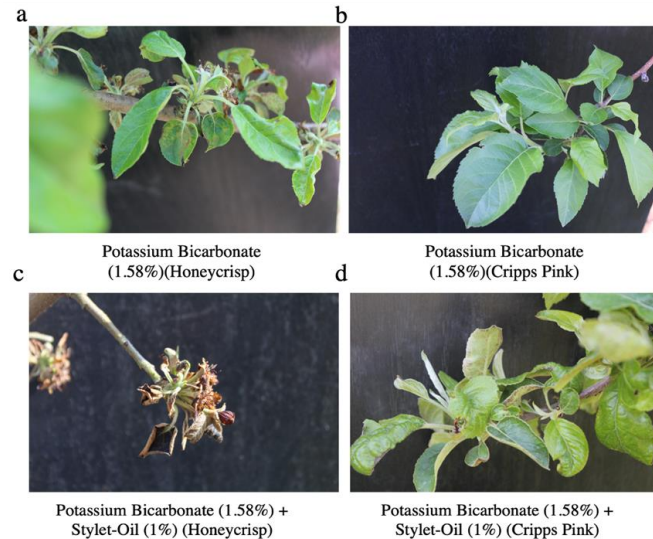 a
b
Potassium Bicarbonate
(1.58%)(Honeycrisp)
Potassium Bicarbonate
(1.58%)(Cripps Pink)
c
d
Potassium Bicarbonate (1.58%) +
Stylet-Oil (1%) (Honeycrisp)
Potassium Bicarbonate (1.58%) +
Stylet-Oil (1%) (Cripps Pink)